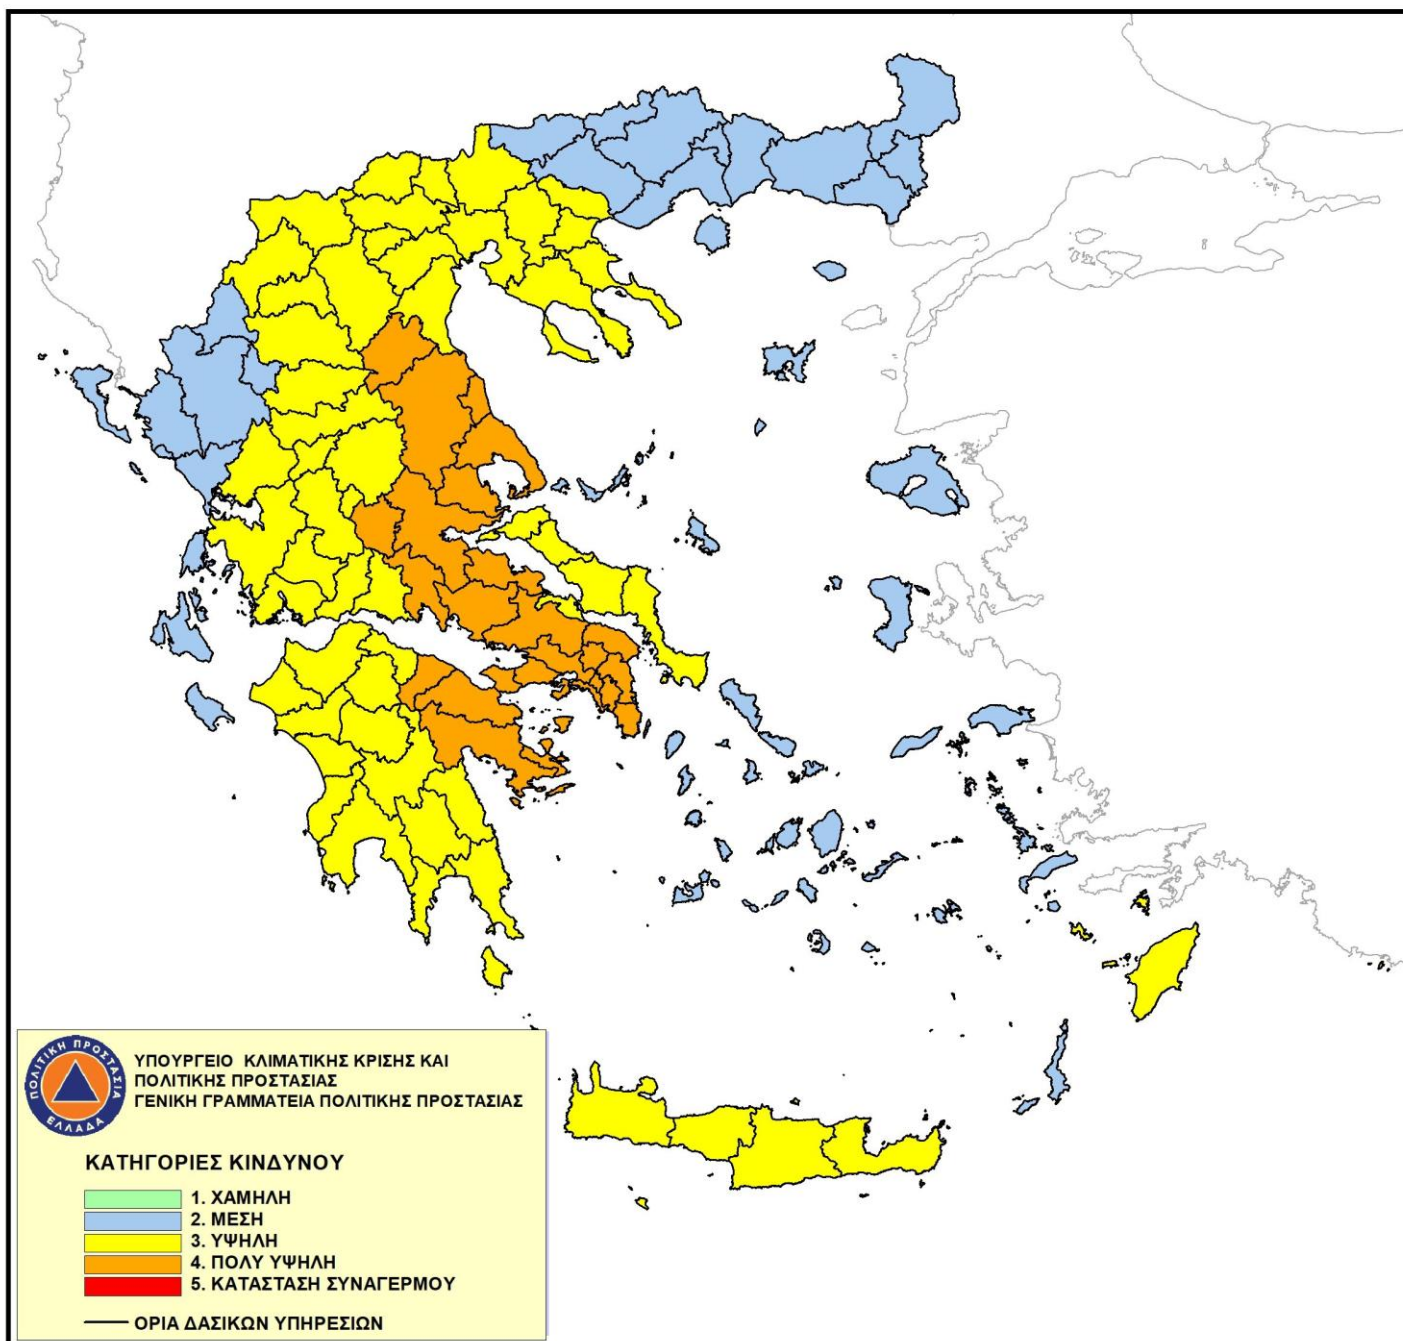 ΠΟΛΙΤΙΚΗ ΠΡΟΣΤΑΣΙΑ
ΕΛΛΑΔΑ
ΥΠΟΥΡΓΕΙΟ ΚΛΙΜΑΤΙΚΗΣ ΚΡΙΣΗΣ ΚΑΙ
ΠΟΛΙΤΙΚΗΣ ΠΡΟΣΤΑΣΙΑΣ
ΓΕΝΙΚΗ ΓΡΑΜΜΑΤΕΙΑ ΠΟΛΙΤΙΚΗΣ ΠΡΟΣΤΑΣΙΑΣ
ΚΑΤΗΓΟΡΙΕΣ ΚΙΝΔΥΝΟΥ
1. ΧΑΜΗΛΗ
2. ΜΕΣΗ
3. ΥΨΗΛΗ
4. ΠΟΛΥ ΥΨΗΛΗ
5. ΚΑΤΑΣΤΑΣΗ ΣΥΝΑΓΕΡΜΟΥ
ΟΡΙΑ ΔΑΣΙΚΩΝ ΥΠΗΡΕΣΙΩΝ